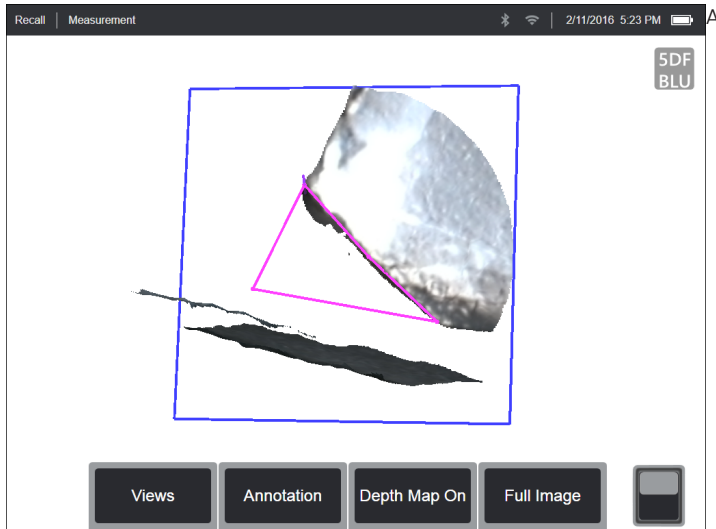 Recall | Measurement 2/11/2016 5:23 PM A
5DF
BLU
Views Annotation Depth Map On Full Image